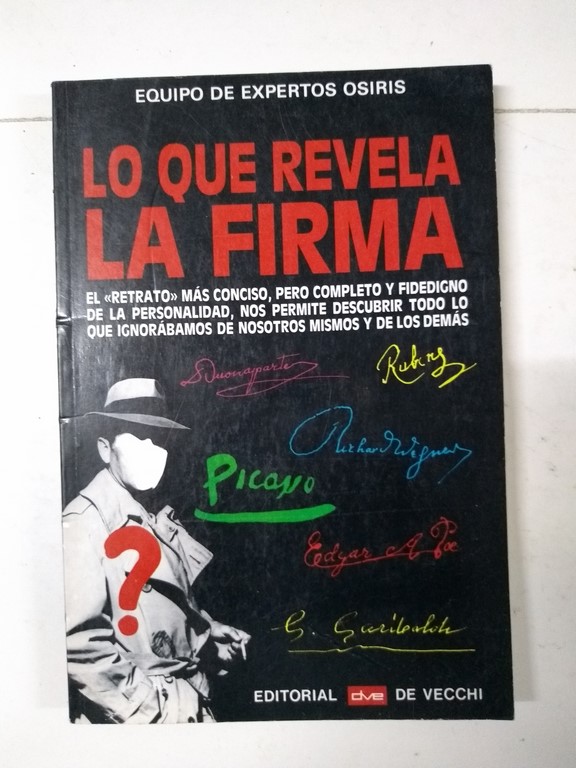 EQUIPO DE EXPERTOS OSIRIS
LO QUE REVELA
LA FIRMA
EL «RETRATO» MÁS CONCISO, PERO COMPLETO Y FIDEDIGNO
DE LA PERSONALIDAD, NOS PERMITE DESCUBRIR TODO LO
QUE IGNORÁBAMOS DE NOSOTROS MISMOS Y DE LOS DEMÁS
Buonaparte
Rubens
Richard Wagner
Picasso
?
Edgar A Poe
G. Garibaldi
EDITORIAL dve DE VECCHI